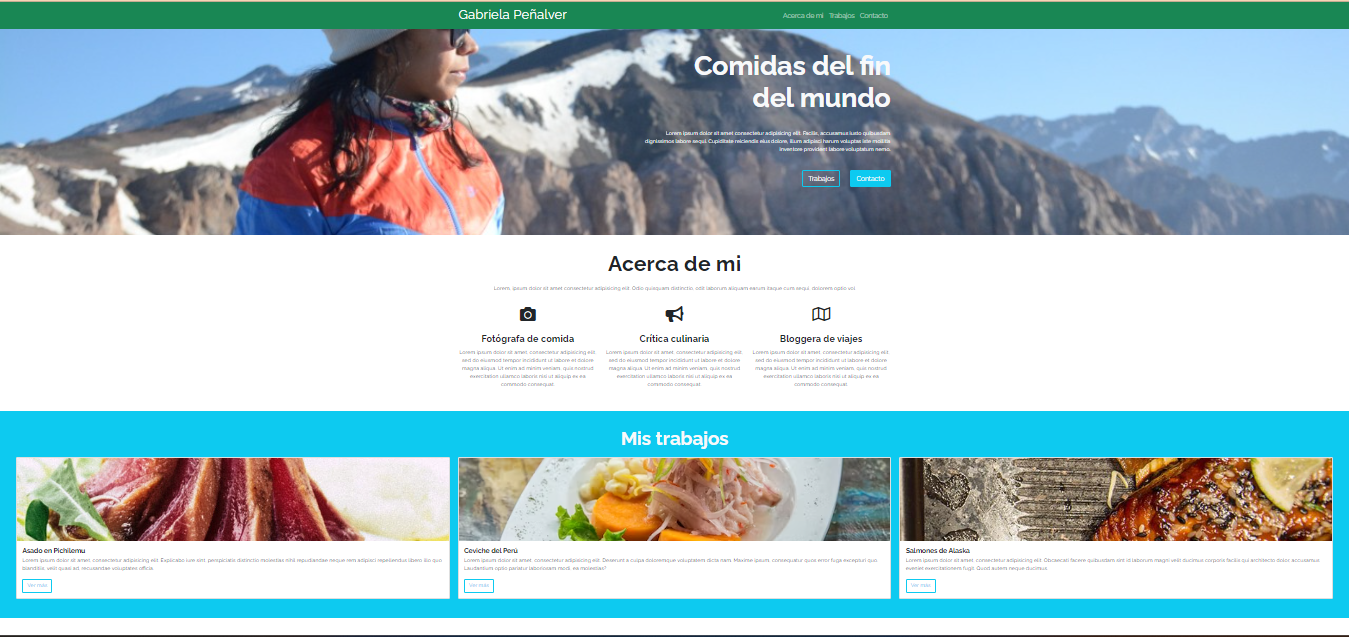 Gabriela Peñalver
Acerca de mi Trabajos Contacto
Comidas del fin
del mundo
Lorem ipsum dolor sit amet consectetur adipisicing elit. Facilis, accusamus iusto quibusdam
dignissimos labore sequi. Cupiditate reiciendis eius dolore, illum adipisci harum voluptas iste mollitia
inventore provident labore voluptatum nemo.
Trabajos Contacto
Acerca de mi
Lorem, ipsum dolor sit amet consectetur adipisicing elit. Odio quisquam distinctio, odit laborum aliquam earum itaque cum sequi, dolorem optio vel
Fotógrafa de comida
Lorem ipsum dolor sit amet, consectetur adipisicing elit,
sed do eiusmod tempor incididunt ut labore et dolore
magna aliqua. Ut enim ad minim veniam, quis nostrud
exercitation ullamco laboris nisi ut aliquip ex ea
commodo consequat.
Crítica culinaria
Lorem ipsum dolor sit amet, consectetur adipisicing elit,
sed do eiusmod tempor incididunt ut labore et dolore
magna aliqua. Ut enim ad minim veniam, quis nostrud
exercitation ullamco laboris nisi ut aliquip ex ea
commodo consequat.
Bloggera de viajes
Lorem ipsum dolor sit amet, consectetur adipisicing elit,
sed do eiusmod tempor incididunt ut labore et dolore
magna aliqua. Ut enim ad minim veniam, quis nostrud
exercitation ullamco laboris nisi ut aliquip ex ea
commodo consequat.
Mis trabajos
Asado en Pichilemu
Lorem ipsum dolor sit amet, consectetur adipisicing elit. Explicabo iure sint, perspiciatis distinctio molestias nihil repudiandae neque rem adipisci repellendus libero illo quo
blanditiis, velit quasi ad, recusandae voluptates officia.
Ver más
Ceviche del Perú
Lorem ipsum dolor sit amet, consectetur adipisicing elit. Deserunt a culpa doloremque voluptatem dicta nam. Maxime ipsum, consequatur quos error fuga excepturi quo.
Laudantium optio pariatur laboriosam modi, ea molestias?
Ver más
Salmones de Alaska
Lorem ipsum dolor sit amet, consectetur adipisicing elit. Obcaecati facere quibusdam sint id laborum magni velit ducimus corporis facilis qui architecto dolor, accusamus
eveniet exercitationem fugit. Quod autem neque ducimus.
Ver más